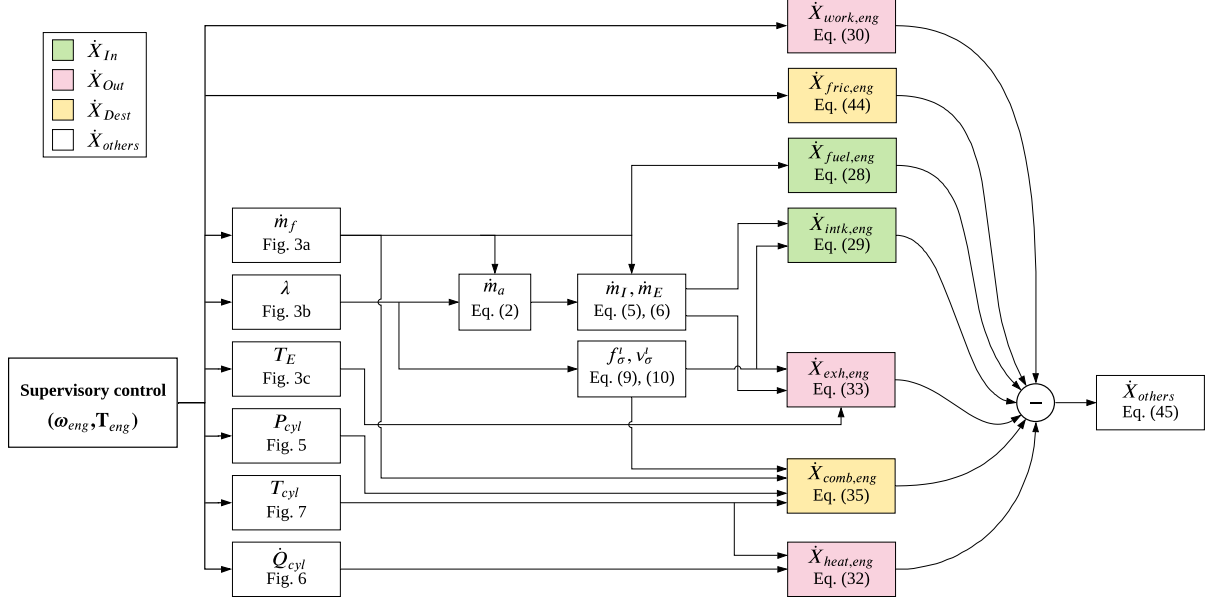 Ẋ_In
Ẋ_Out
Ẋ_Dest
Ẋ_others
Supervisory control
(ω_eng,T_eng)
ṁ_f
Fig. 3a
λ
Fig. 3b
T_E
Fig. 3c
P_cyl
Fig. 5
T_cyl
Fig. 7
Q̇_cyl
Fig. 6
ṁ_a
Eq. (2)
ṁ_I, ṁ_E
Eq. (5), (6)
f_σ^ι, ν_σ^ι
Eq. (9), (10)
Ẋ_work,eng
Eq. (30)
Ẋ_fric,eng
Eq. (44)
Ẋ_fuel,eng
Eq. (28)
Ẋ_intk,eng
Eq. (29)
Ẋ_exh,eng
Eq. (33)
Ẋ_comb,eng
Eq. (35)
Ẋ_heat,eng
Eq. (32)
−
Ẋ_others
Eq. (45)